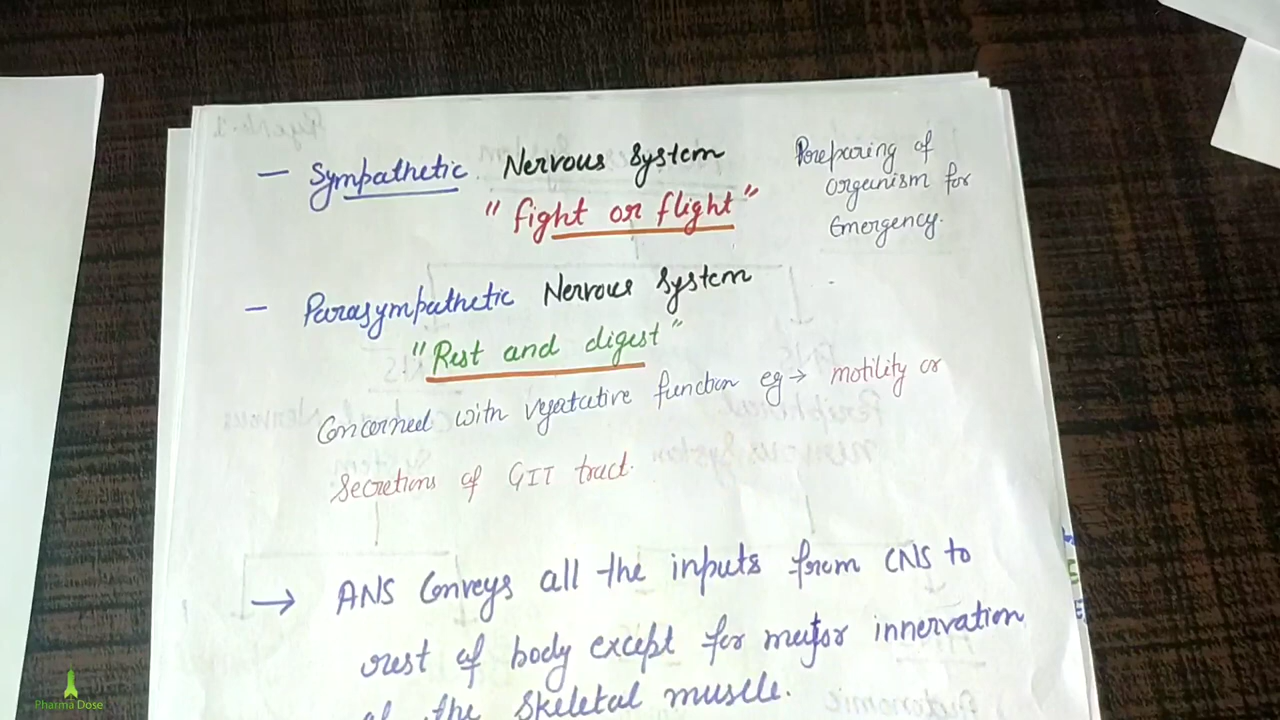 - Sympathetic Nervous System
"fight or flight"
Preparing of
Organism for
Emergency.
- Parasympathetic Nervous System
"Rest and digest"
Concerned with vegatative function eg → motility or
Secretions of GIT tract.
→ ANS Conveys all the inputs from CNS to
rest of body except for motor innervation
of the skeletal muscle.
Pharma Dose